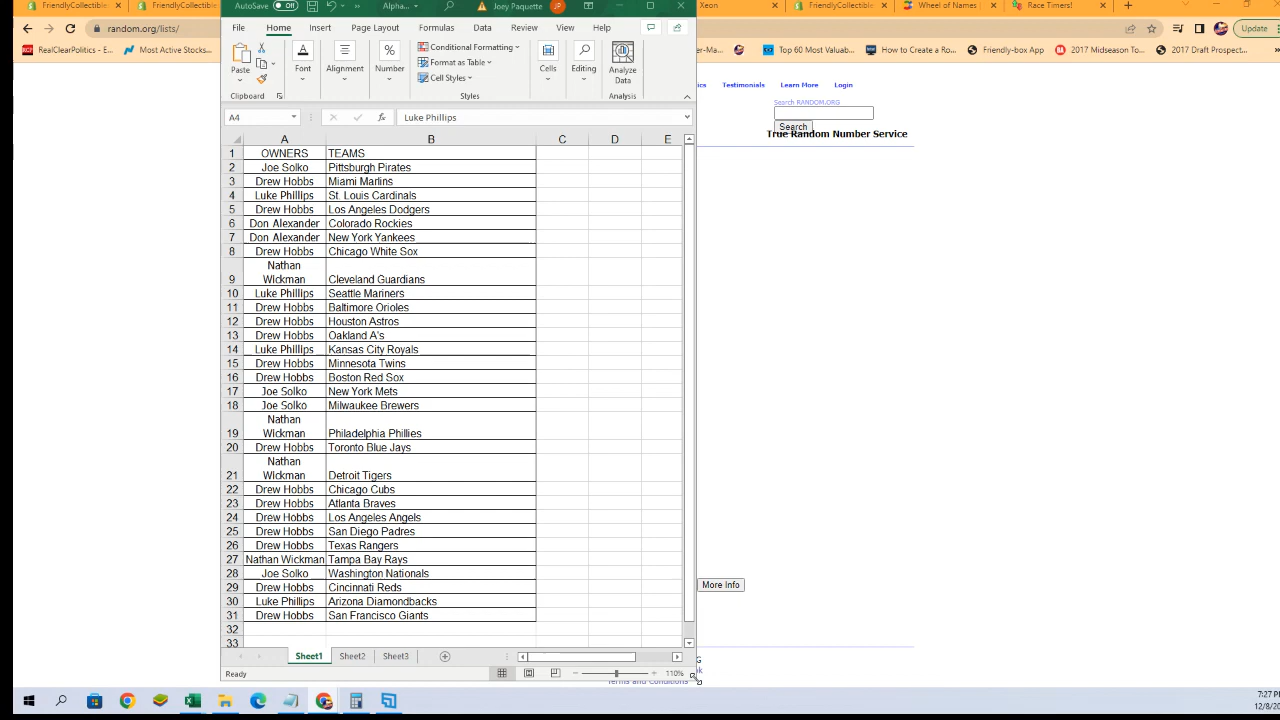 FriendlyCollectible × FriendlyCollectible Xeon × FriendlyCollectible × Wheel of Names | × Race Timers! × +
AutoSave Off Alpha... Joey Paquette JP
random.org/lists/ Update
File Home Insert Page Layout Formulas Data Review View Help
RealClearPolitics - E... Most Active Stocks... Top 60 Most Valuab... How to Create a Ro... Friendly-box App 2017 Midseason To... 2017 Draft Prospect...
Paste Font Alignment Number Conditional Formatting Format as Table Cell Styles Cells Editing Analyze Data
Clipboard Styles Analysis
Testimonials Learn More Login
Search RANDOM.ORG
Search
True Random Number Service
A4 fx Luke Phillips
A B C D E
1 OWNERS TEAMS
2 Joe Solko Pittsburgh Pirates
3 Drew Hobbs Miami Marlins
4 Luke Phillips St. Louis Cardinals
5 Drew Hobbs Los Angeles Dodgers
6 Don Alexander Colorado Rockies
7 Don Alexander New York Yankees
8 Drew Hobbs Chicago White Sox
Nathan
9 Wickman Cleveland Guardians
10 Luke Phillips Seattle Mariners
11 Drew Hobbs Baltimore Orioles
12 Drew Hobbs Houston Astros
13 Drew Hobbs Oakland A's
14 Luke Phillips Kansas City Royals
15 Drew Hobbs Minnesota Twins
16 Drew Hobbs Boston Red Sox
17 Joe Solko New York Mets
18 Joe Solko Milwaukee Brewers
Nathan
19 Wickman Philadelphia Phillies
20 Drew Hobbs Toronto Blue Jays
Nathan
21 Wickman Detroit Tigers
22 Drew Hobbs Chicago Cubs
23 Drew Hobbs Atlanta Braves
24 Drew Hobbs Los Angeles Angels
25 Drew Hobbs San Diego Padres
26 Drew Hobbs Texas Rangers
27 Nathan Wickman Tampa Bay Rays
28 Joe Solko Washington Nationals
29 Drew Hobbs Cincinnati Reds
30 Luke Phillips Arizona Diamondbacks
31 Drew Hobbs San Francisco Giants
32
33
More Info
Sheet1 Sheet2 Sheet3
Ready 110%
Terms and Conditions
7:27
12/8/20